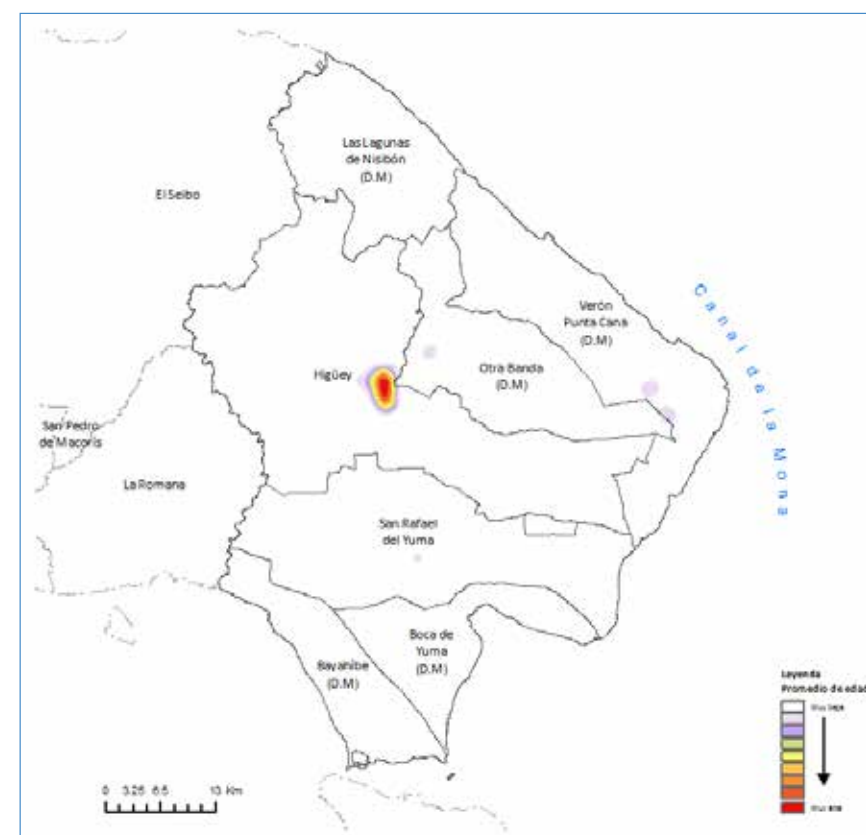 Las Lagunas
de Nisibón
(D.M)
El Seibo
Verón
Punta Cana
(D.M)
Canal de la Mona
Otra Banda
(D.M)
Higüey
San Pedro
de Macorís
La Romana
San Rafael
del Yuma
Boca de
Yuma
(D.M)
Bayahíbe
(D.M)
Leyenda
Promedio de edad
Muy baja
Muy alta
0 3.25 6.5 13 Km